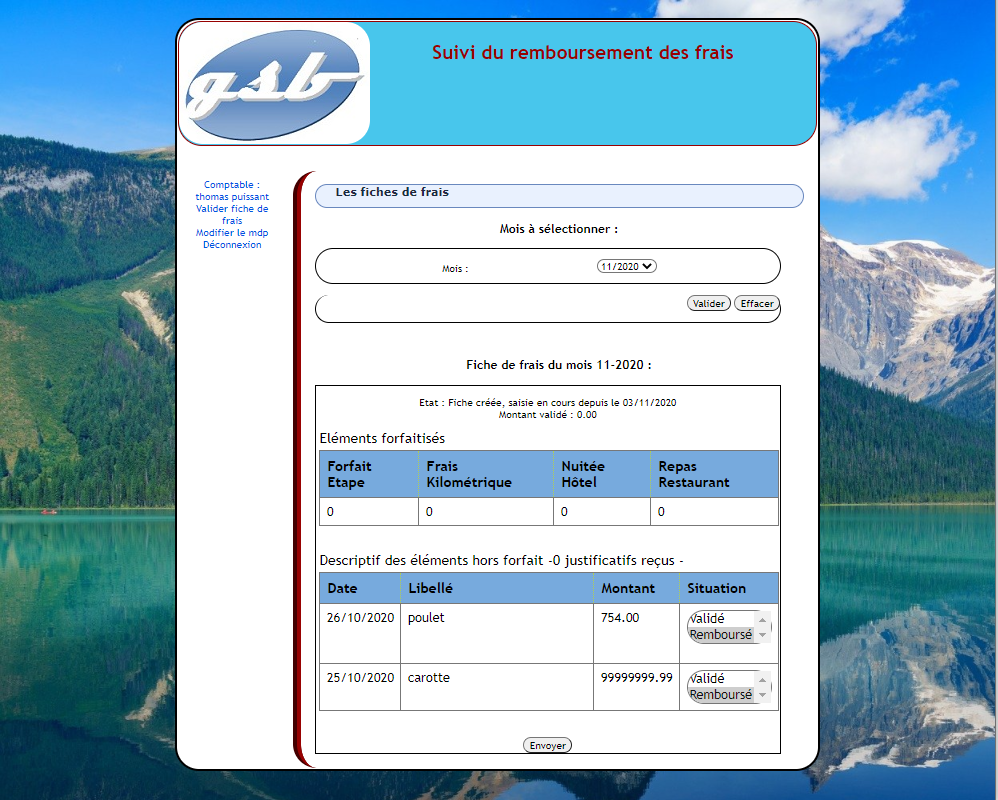 gsb
Suivi du remboursement des frais
Comptable :
thomas puissant
Valider fiche de
frais
Modifier le mdp
Déconnexion
Les fiches de frais
Mois à sélectionner :
Mois : 11/2020
Valider Effacer
Fiche de frais du mois 11-2020 :
Etat : Fiche créée, saisie en cours depuis le 03/11/2020
Montant validé : 0.00
Eléments forfaitisés
Forfait Etape Frais Kilométrique Nuitée Hôtel Repas Restaurant
0 0 0 0
Descriptif des éléments hors forfait -0 justificatifs reçus -
Date Libellé Montant Situation
26/10/2020 poulet 754.00 Validé
Remboursé
25/10/2020 carotte 99999999.99 Validé
Remboursé
Envoyer